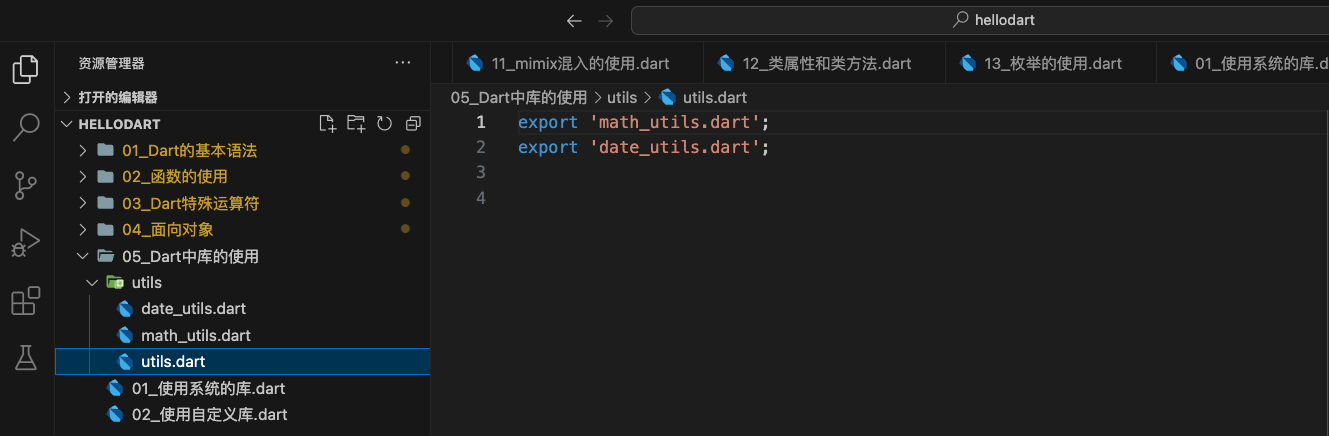 hellodart
资源管理器
打开的编辑器
HELLODART
01_Dart的基本语法
02_函数的使用
03_Dart特殊运算符
04_面向对象
05_Dart中库的使用
utils
date_utils.dart
math_utils.dart
utils.dart
01_使用系统的库.dart
02_使用自定义库.dart
11_mimix混入的使用.dart
12_类属性和类方法.dart
13_枚举的使用.dart
01_使用系统的库.d
05_Dart中库的使用 > utils > utils.dart
1 export 'math_utils.dart';
2 export 'date_utils.dart';
3
4